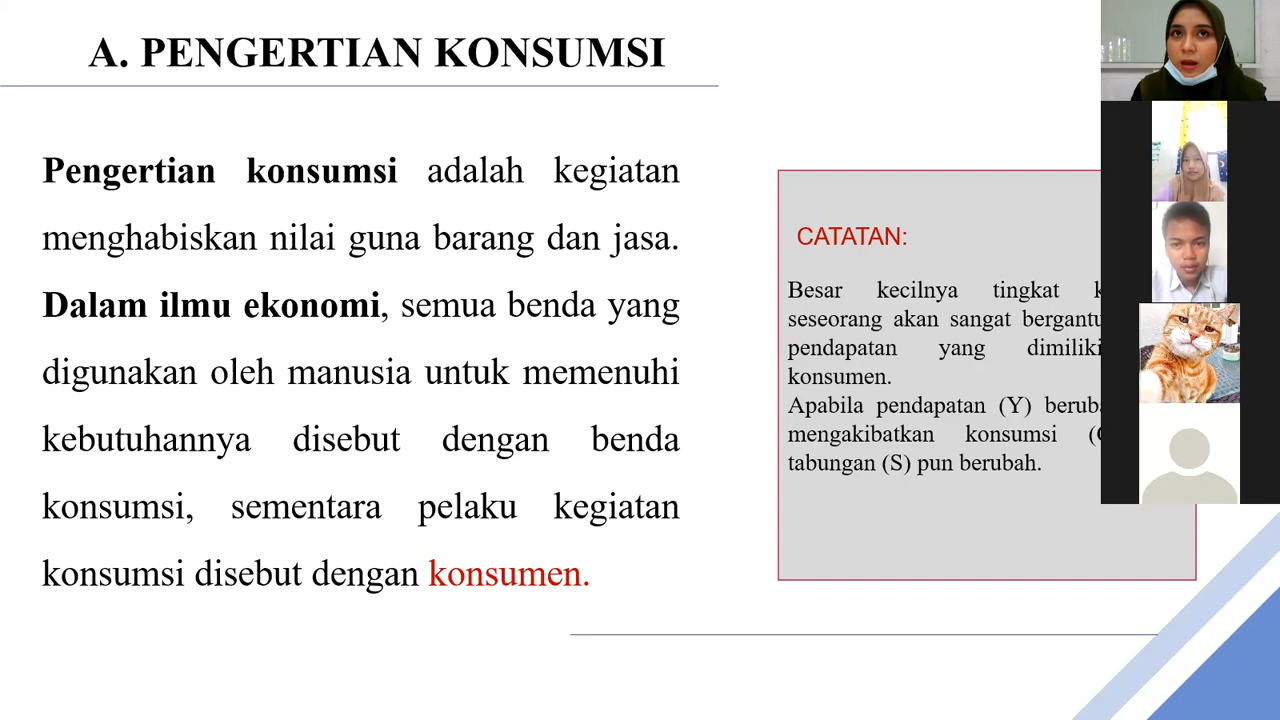 A. PENGERTIAN KONSUMSI
Pengertian konsumsi adalah kegiatan
menghabiskan nilai guna barang dan jasa.
Dalam ilmu ekonomi, semua benda yang
digunakan oleh manusia untuk memenuhi
kebutuhannya disebut dengan benda
konsumsi, sementara pelaku kegiatan
konsumsi disebut dengan konsumen.
CATATAN:
Besar kecilnya tingkat
seseorang akan sangat
pendapatan yang
konsumen.
Apabila pendapatan (Y)
mengakibatkan konsumsi
tabungan (S) pun berubah.